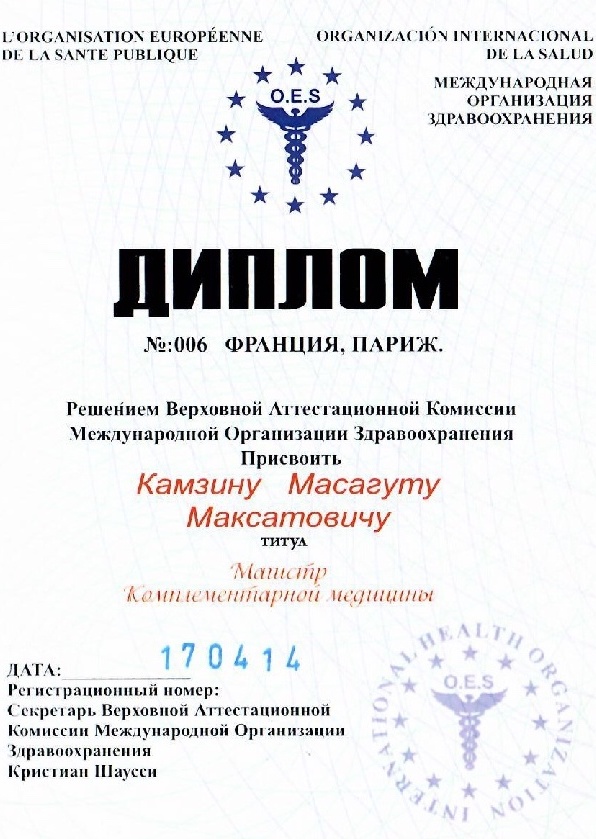 L'ORGANISATION EUROPÉENNE
DE LA SANTE PUBLIQUE
ORGANIZACIÓN INTERNACIONAL
DE LA SALUD
МЕЖДУНАРОДНАЯ
ОРГАНИЗАЦИЯ
ЗДРАВООХРАНЕНИЯ
O.E.S
ДИПЛОМ
№:006 ФРАНЦИЯ, ПАРИЖ.
Решением Верховной Аттестационной Комиссии
Международной Организации Здравоохранения
Присвоить
Камзину Масагуту
Максатовичу
титул
Магистр
Комплементарной медицины
ДАТА: 170414
Регистрационный номер:
Секретарь Верховной Аттестационной
Комиссии Международной Организации
Здравоохранения
Кристиан Шаусси
INTERNATIONAL HEALTH ORGANIZATION
O.E.S